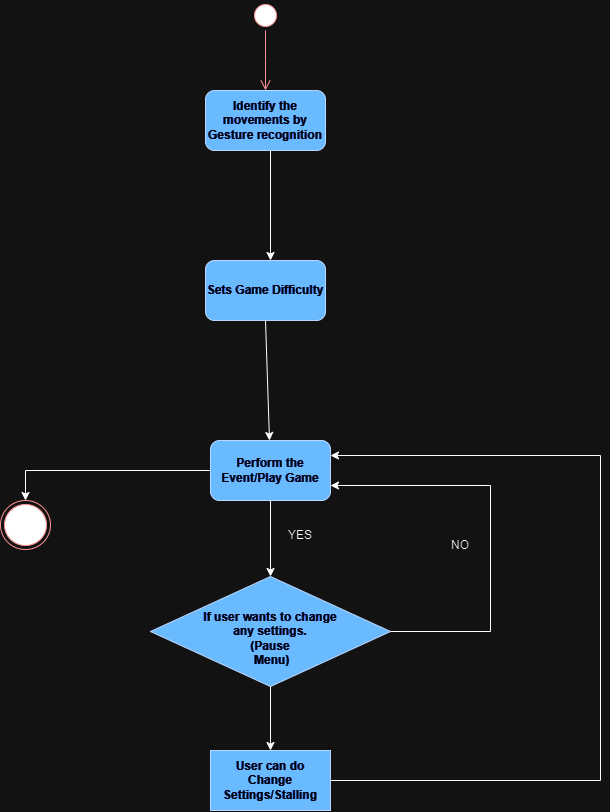 Identify the
movements by
Gesture recognition
Sets Game Difficulty
Perform the
Event/Play Game
YES
NO
If user wants to change
any settings.
(Pause
Menu)
User can do
Change
Settings/Stalling